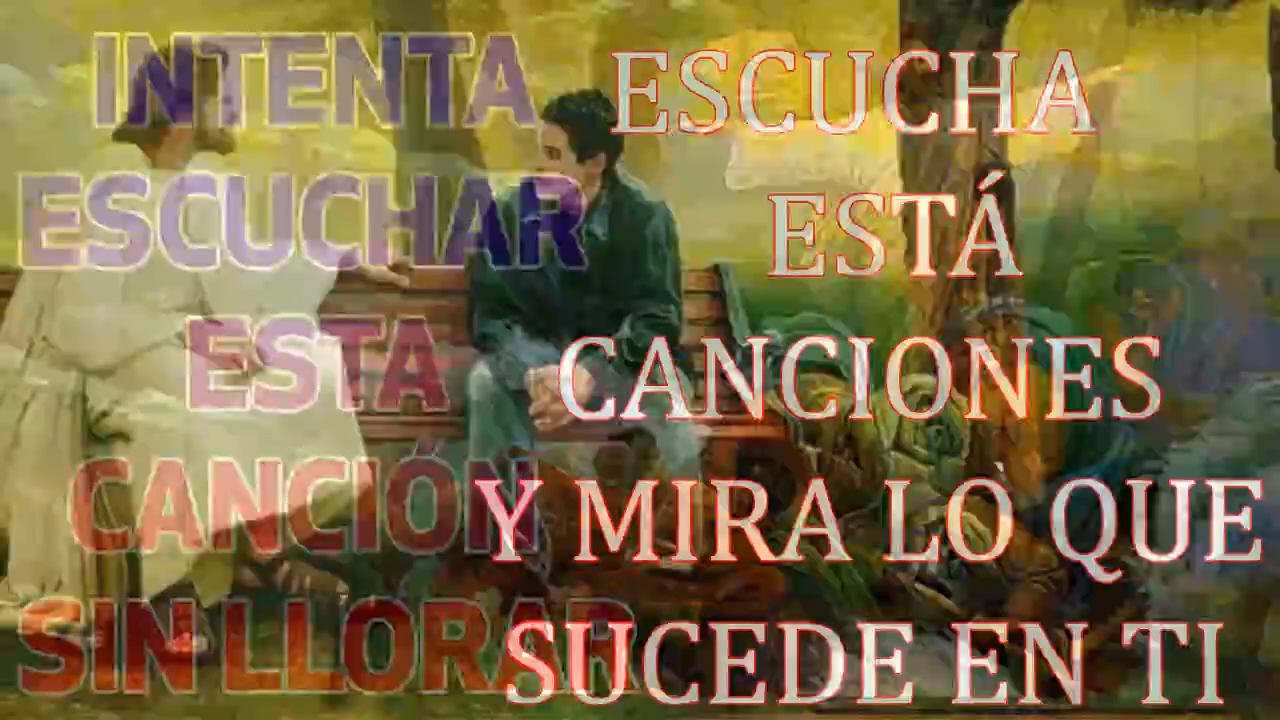 INTENTA
ESCUCHAR
ESTA
CANCIÓN
SIN LLORAR
ESCUCHA
ESTÁ
CANCIONES
Y MIRA LO QUE
SUCEDE EN TI